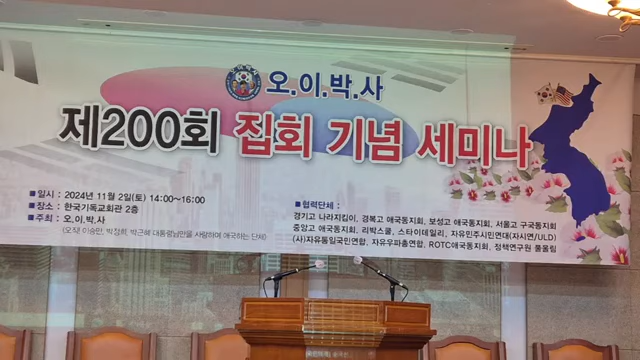 오.이.박.사
제200회 집회 기념 세미나
■일시 : 2024년 11월 2일(토) 14:00~16:00
■장소 : 한국기독교회관 2층
■주최 : 오.이.박.사
■협력단체 :
경기고 나라지킴이, 경복고 애국동지회, 보성고 애국동지회, 서울고 구국동지회
중앙고 애국동지회, 리박스쿨, 스타이데일리, 자유민주시민연대(자시연/ULD)
(사)자유통일국민연합, 자유우파총연합, ROTC애국동지회, 정책연구원 풀울림